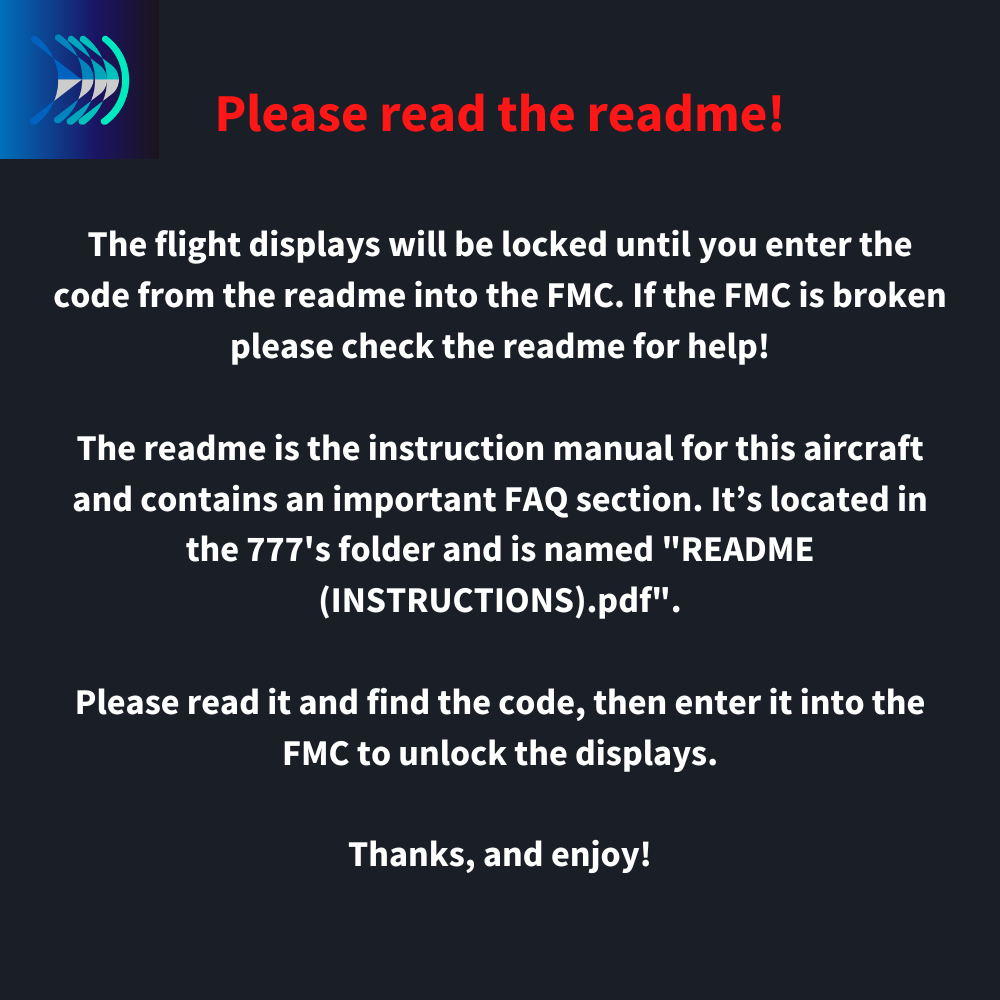 Please read the readme!
The flight displays will be locked until you enter the
code from the readme into the FMC. If the FMC is broken
please check the readme for help!
The readme is the instruction manual for this aircraft
and contains an important FAQ section. It’s located in
the 777's folder and is named "README
(INSTRUCTIONS).pdf".
Please read it and find the code, then enter it into the
FMC to unlock the displays.
Thanks, and enjoy!